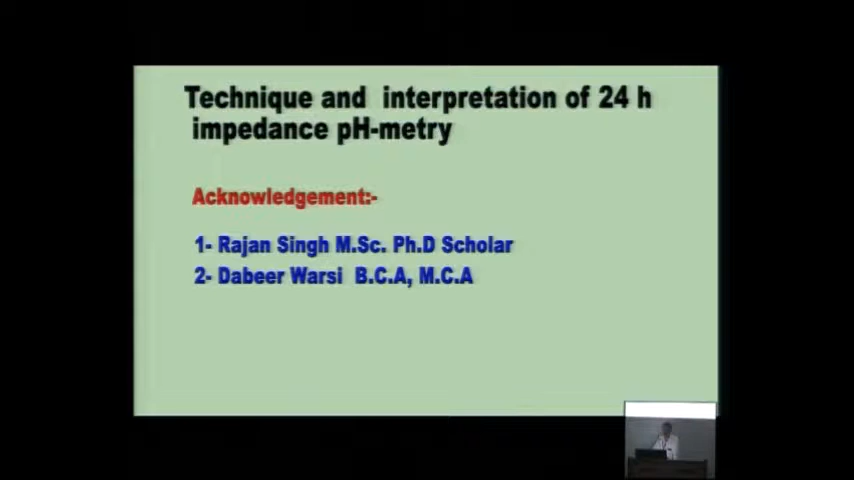 Technique and interpretation of 24 h
impedance pH-metry
Acknowledgement:-
1- Rajan Singh M.Sc. Ph.D Scholar
2- Dabeer Warsi B.C.A, M.C.A